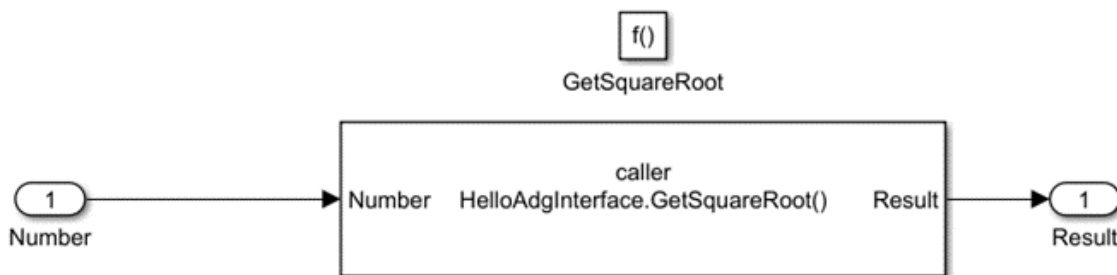 f()
GetSquareRoot
caller
1
Number
HelloAdgInterface.GetSquareRoot()
Result
1
Number
Result